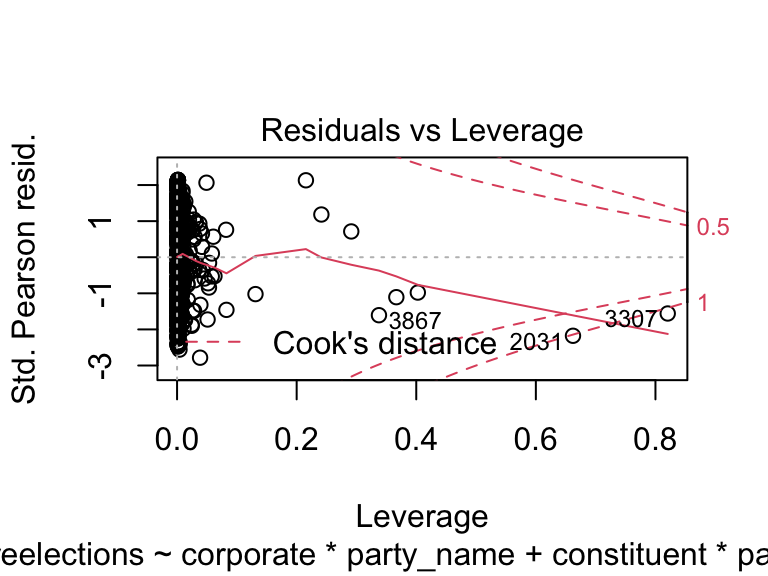 Residuals vs Leverage
Std. Pearson resid.
1
-1
-3
0.5
1
3867
2031
3307
Cook's distance
0.0 0.2 0.4 0.6 0.8
Leverage
reelections ~ corporate * party_name + constituent * pa